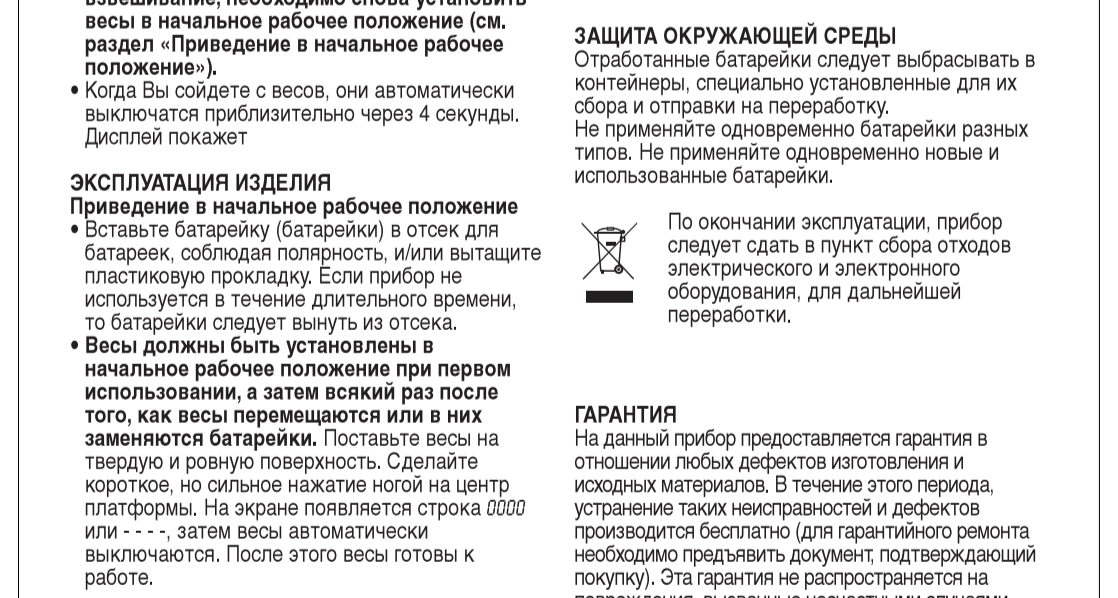 взвешивание, необходимо снова установить
весы в начальное рабочее положение (см.
раздел «Приведение в начальное рабочее
положение»).
• Когда Вы сойдете с весов, они автоматически
выключатся приблизительно через 4 секунды.
Дисплей покажет
ЭКСПЛУАТАЦИЯ ИЗДЕЛИЯ
Приведение в начальное рабочее положение
• Вставьте батарейку (батарейки) в отсек для
батареек, соблюдая полярность, и/или вытащите
пластиковую прокладку. Если прибор не
используется в течение длительного времени,
то батарейки следует вынуть из отсека.
• Весы должны быть установлены в
начальное рабочее положение при первом
использовании, а затем всякий раз после
того, как весы перемещаются или в них
заменяются батарейки. Поставьте весы на
твердую и ровную поверхность. Сделайте
короткое, но сильное нажатие ногой на центр
платформы. На экране появляется строка 0000
или - - - -, затем весы автоматически
выключаются. После этого весы готовы к
работе.
ЗАЩИТА ОКРУЖАЮЩЕЙ СРЕДЫ
Отработанные батарейки следует выбрасывать в
контейнеры, специально установленные для их
сбора и отправки на переработку.
Не применяйте одновременно батарейки разных
типов. Не применяйте одновременно новые и
использованные батарейки.
По окончании эксплуатации, прибор
следует сдать в пункт сбора отходов
электрического и электронного
оборудования, для дальнейшей
переработки.
ГАРАНТИЯ
На данный прибор предоставляется гарантия в
отношении любых дефектов изготовления и
исходных материалов. В течение этого периода,
устранение таких неисправностей и дефектов
производится бесплатно (для гарантийного ремонта
необходимо предъявить документ, подтверждающий
покупку). Эта гарантия не распространяется на
повреждения, вызванные несчастными случаями,